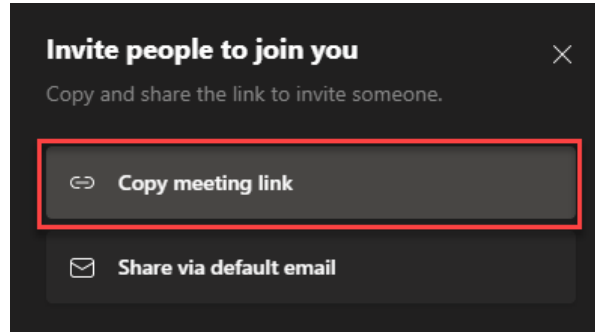 Invite people to join you
Copy and share the link to invite someone.
Copy meeting link
Share via default email